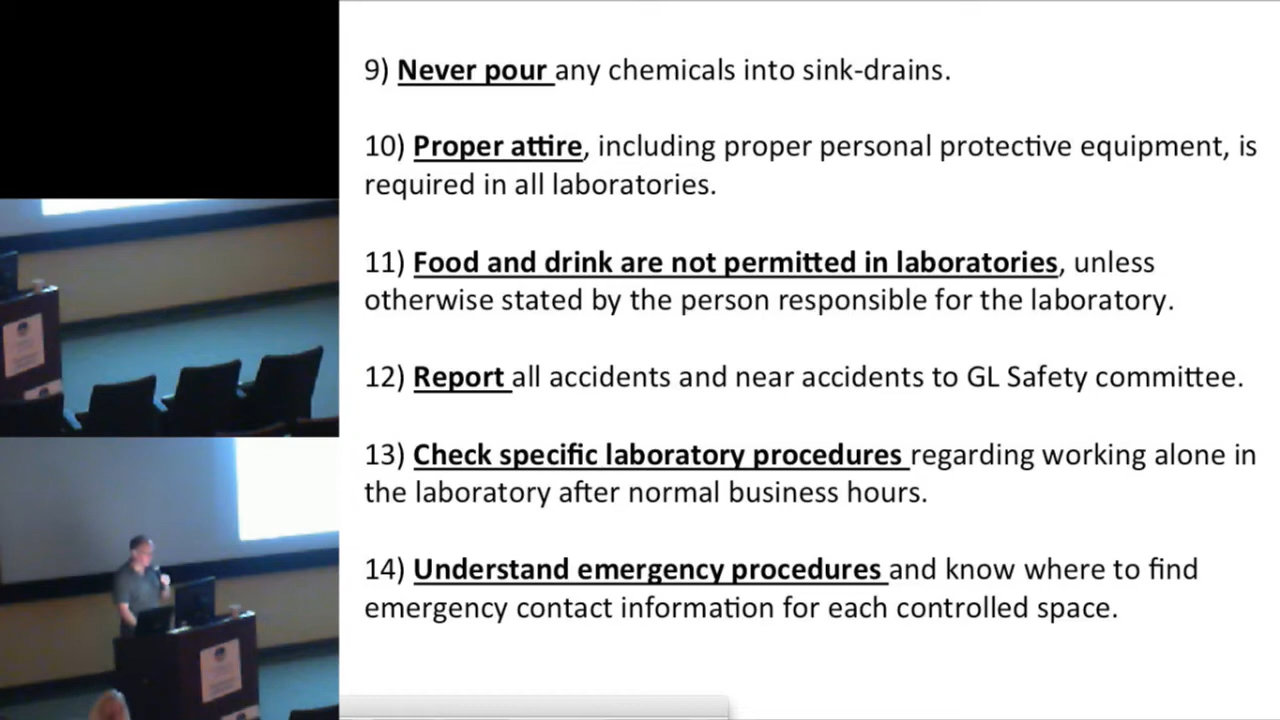 9) Never pour any chemicals into sink-drains.
10) Proper attire, including proper personal protective equipment, is
required in all laboratories.
11) Food and drink are not permitted in laboratories, unless
otherwise stated by the person responsible for the laboratory.
12) Report all accidents and near accidents to GL Safety committee.
13) Check specific laboratory procedures regarding working alone in
the laboratory after normal business hours.
14) Understand emergency procedures and know where to find
emergency contact information for each controlled space.